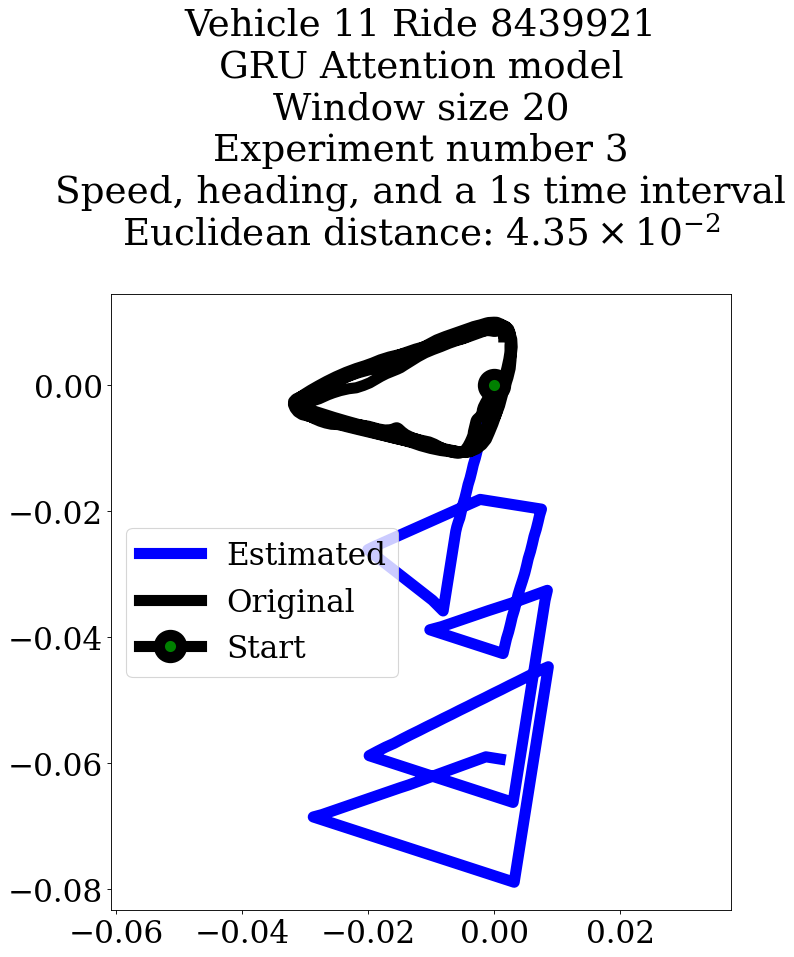 Vehicle 11 Ride 8439921
GRU Attention model
Window size 20
Experiment number 3
Speed, heading, and a 1s time interval
Euclidean distance: 4.35 × 10⁻²
0.00
−0.02
Estimated
Original
−0.04
Start
−0.06
−0.08
−0.06 −0.04 −0.02 0.00 0.02